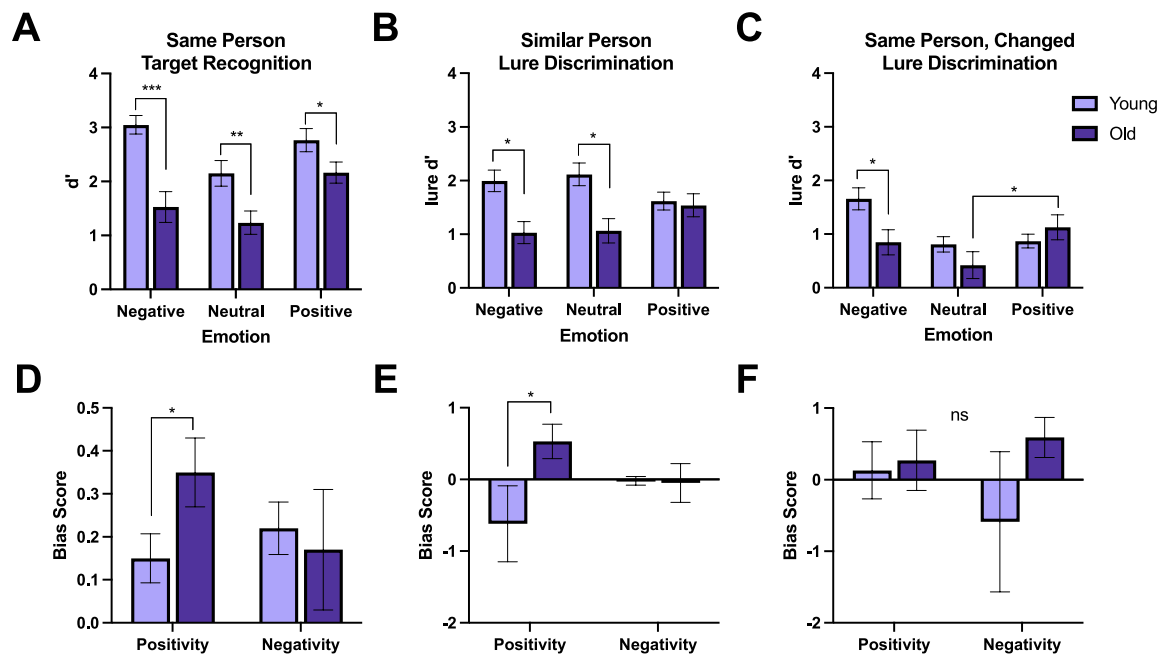 A
Same Person
Target Recognition
d'
4
3
2
1
0
***
**
*
Negative
Neutral
Positive
Emotion
B
Similar Person
Lure Discrimination
lure d'
4
3
2
1
0
*
*
Negative
Neutral
Positive
Emotion
C
Same Person, Changed
Lure Discrimination
lure d'
4
3
2
1
0
*
*
Negative
Neutral
Positive
Emotion
Young
Old
D
Bias Score
0.5
0.4
0.3
0.2
0.1
0.0
*
Positivity
Negativity
E
Bias Score
1
0
-1
-2
*
Positivity
Negativity
F
Bias Score
1
0
-1
-2
ns
Positivity
Negativity